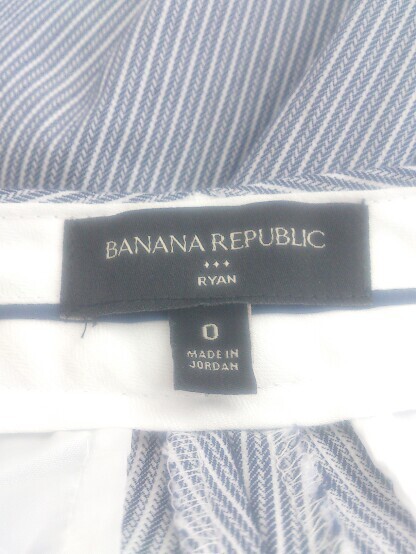 BANANA REPUBLIC
RYAN
0
MADE IN
JORDAN